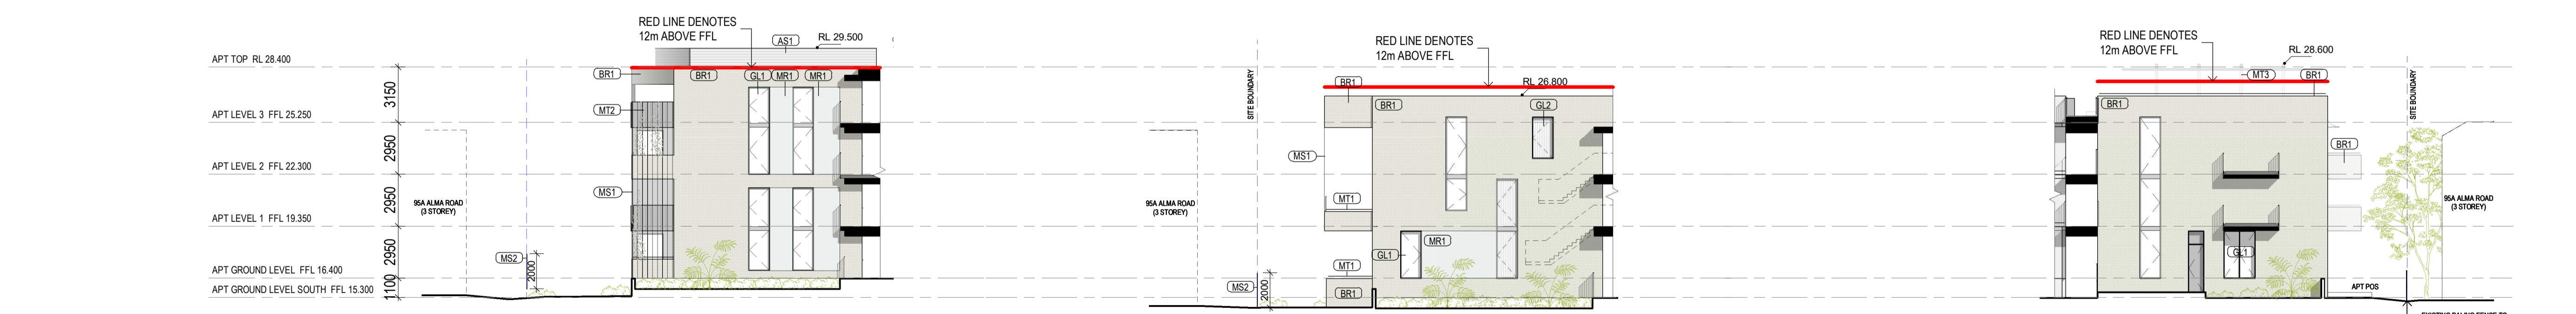 APT TOP RL 28.400
APT LEVEL 3 FFL 25.250
APT LEVEL 2 FFL 22.300
APT LEVEL 1 FFL 19.350
APT GROUND LEVEL FFL 16.400
APT GROUND LEVEL SOUTH FFL 15.300
3150
2950
2950
2950
1100
95A ALMA ROAD
(3 STOREY)
MS2
2000
RED LINE DENOTES
12m ABOVE FFL
AS1
RL 29.500
BR1
BR1
GL1
MR1
MR1
MT2
MS1
95A ALMA ROAD
(3 STOREY)
SITE BOUNDARY
MS2
2000
RED LINE DENOTES
12m ABOVE FFL
RL 26.800
BR1
BR1
GL2
MS1
MT1
MR1
GL1
MT1
BR1
RED LINE DENOTES
12m ABOVE FFL
RL 28.600
MT3
BR1
BR1
SITE BOUNDARY
BR1
GL1
95A ALMA ROAD
(3 STOREY)
APT POS